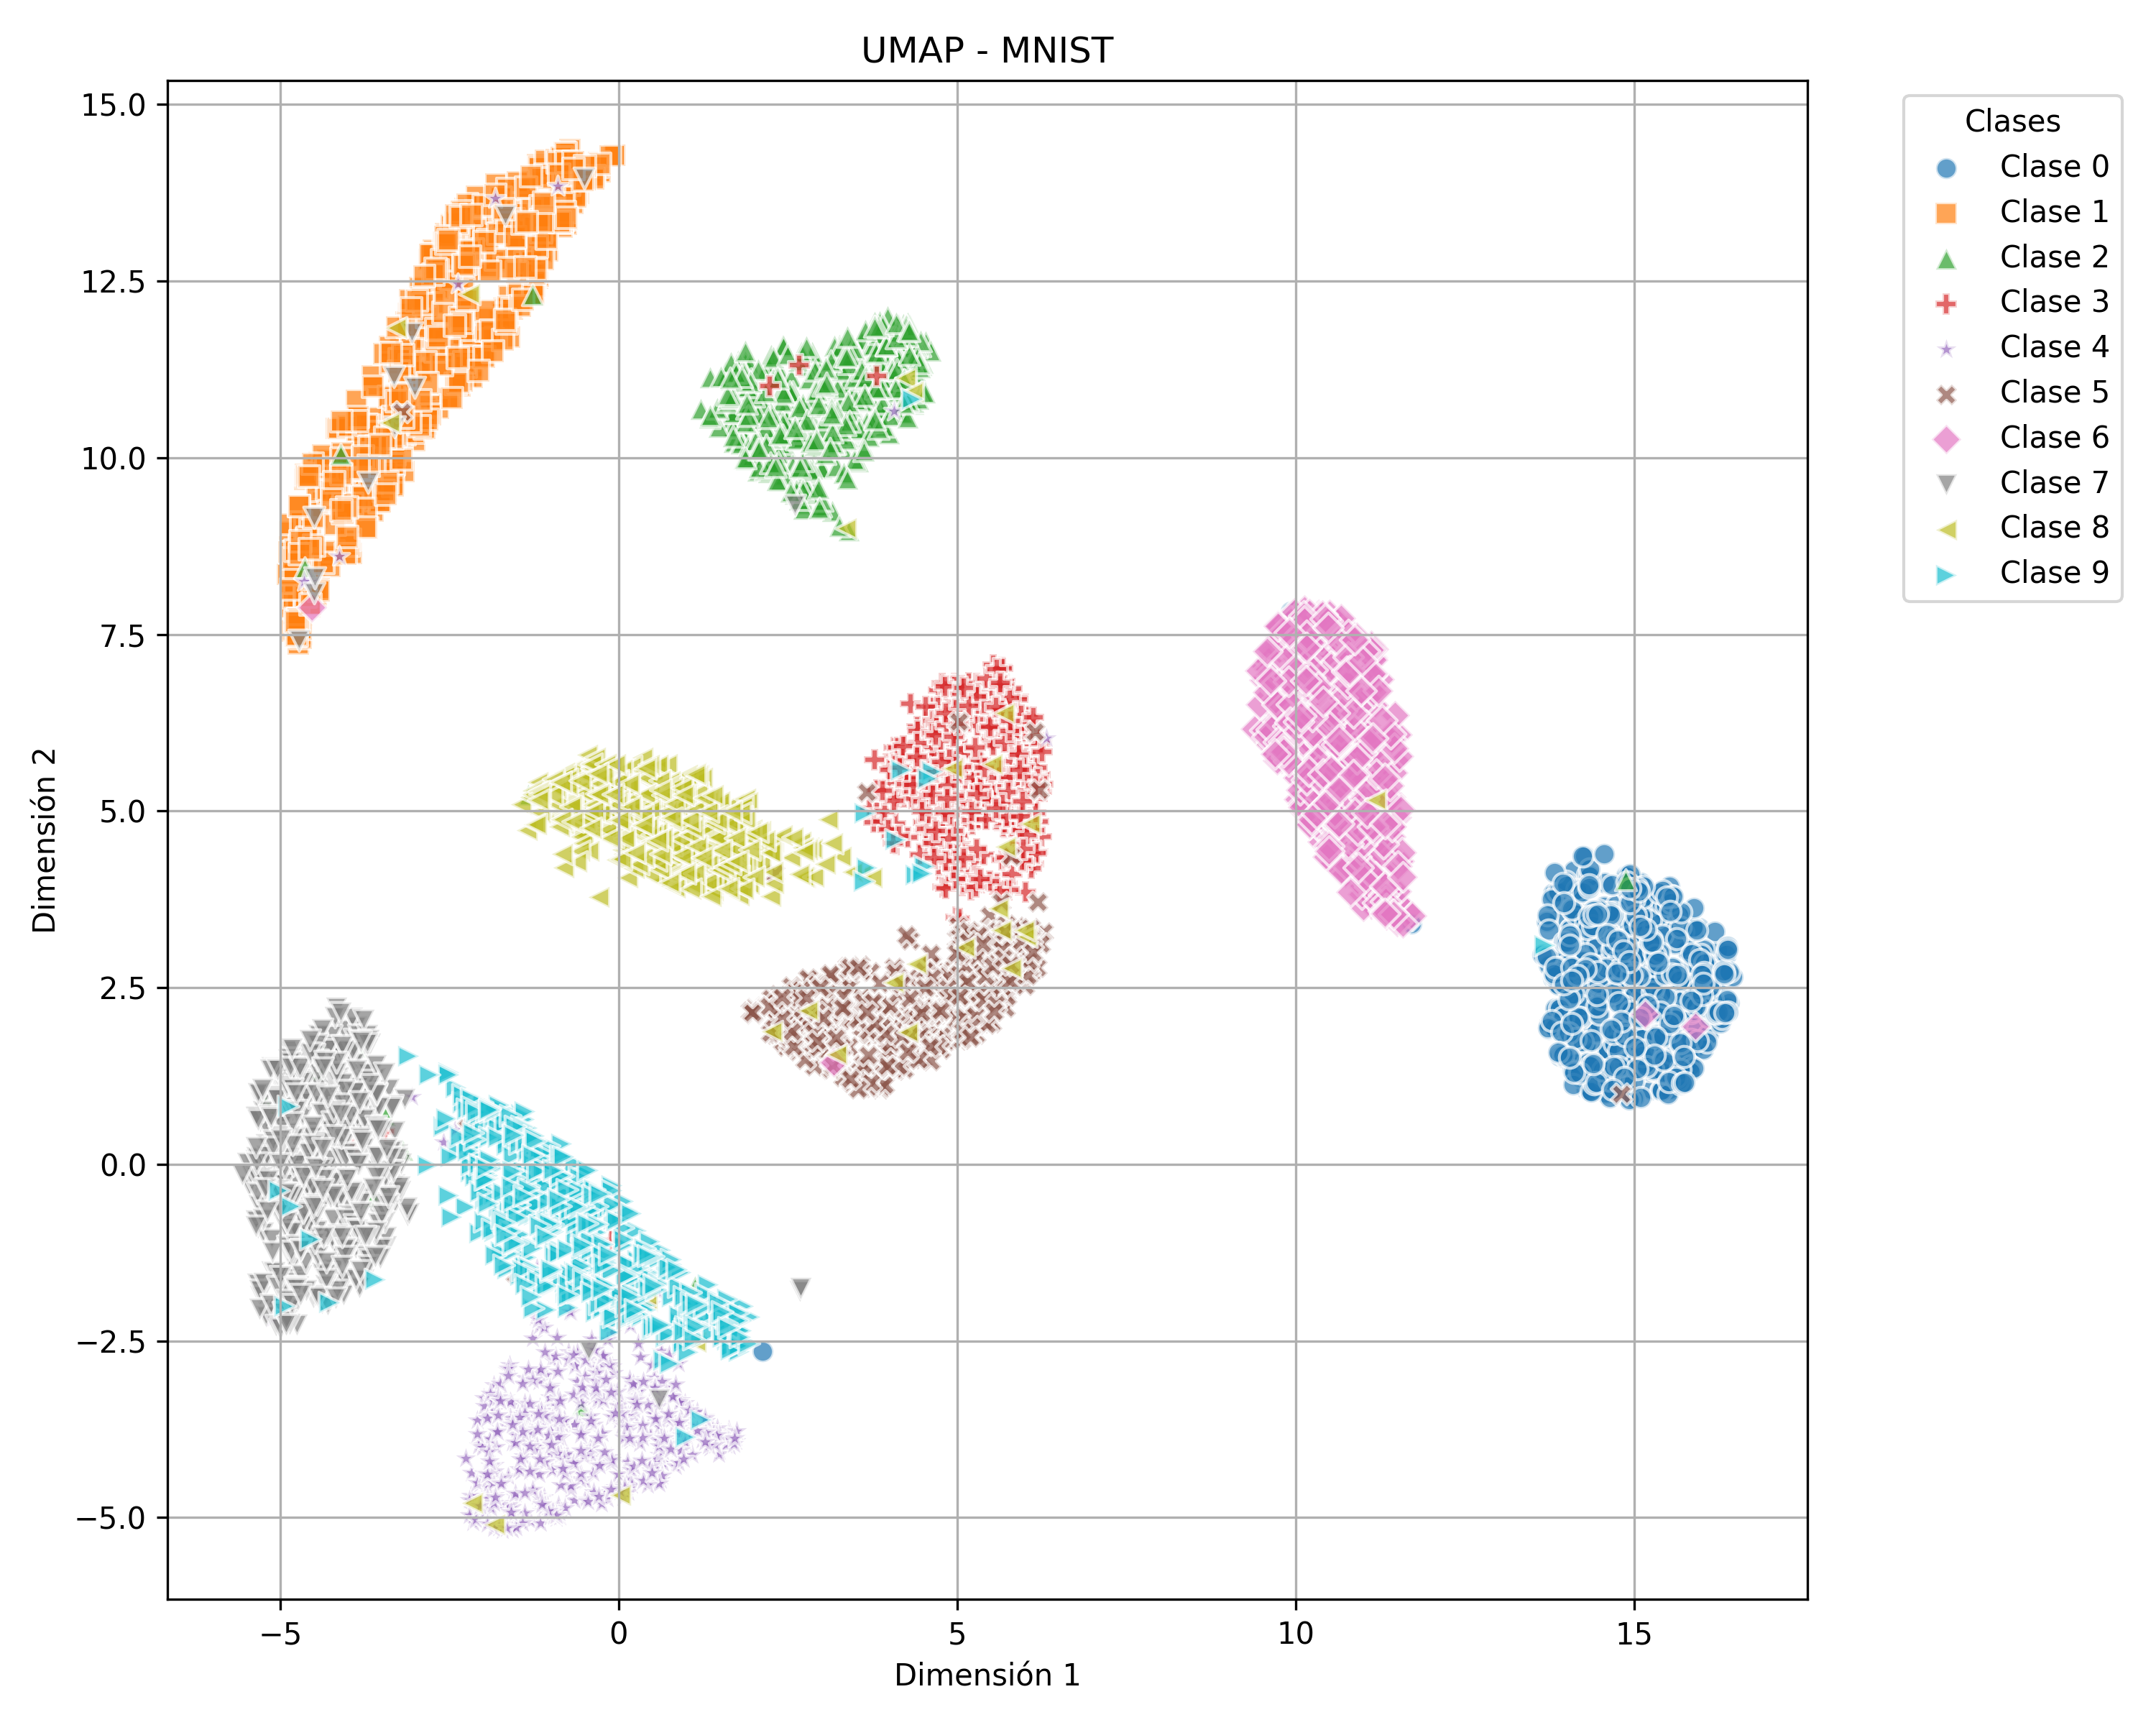 UMAP - MNIST
15.0
12.5
10.0
7.5
5.0
2.5
0.0
−2.5
−5.0
Dimensión 2
−5
0
5
10
15
Dimensión 1
Clases
Clase 0
Clase 1
Clase 2
Clase 3
Clase 4
Clase 5
Clase 6
Clase 7
Clase 8
Clase 9